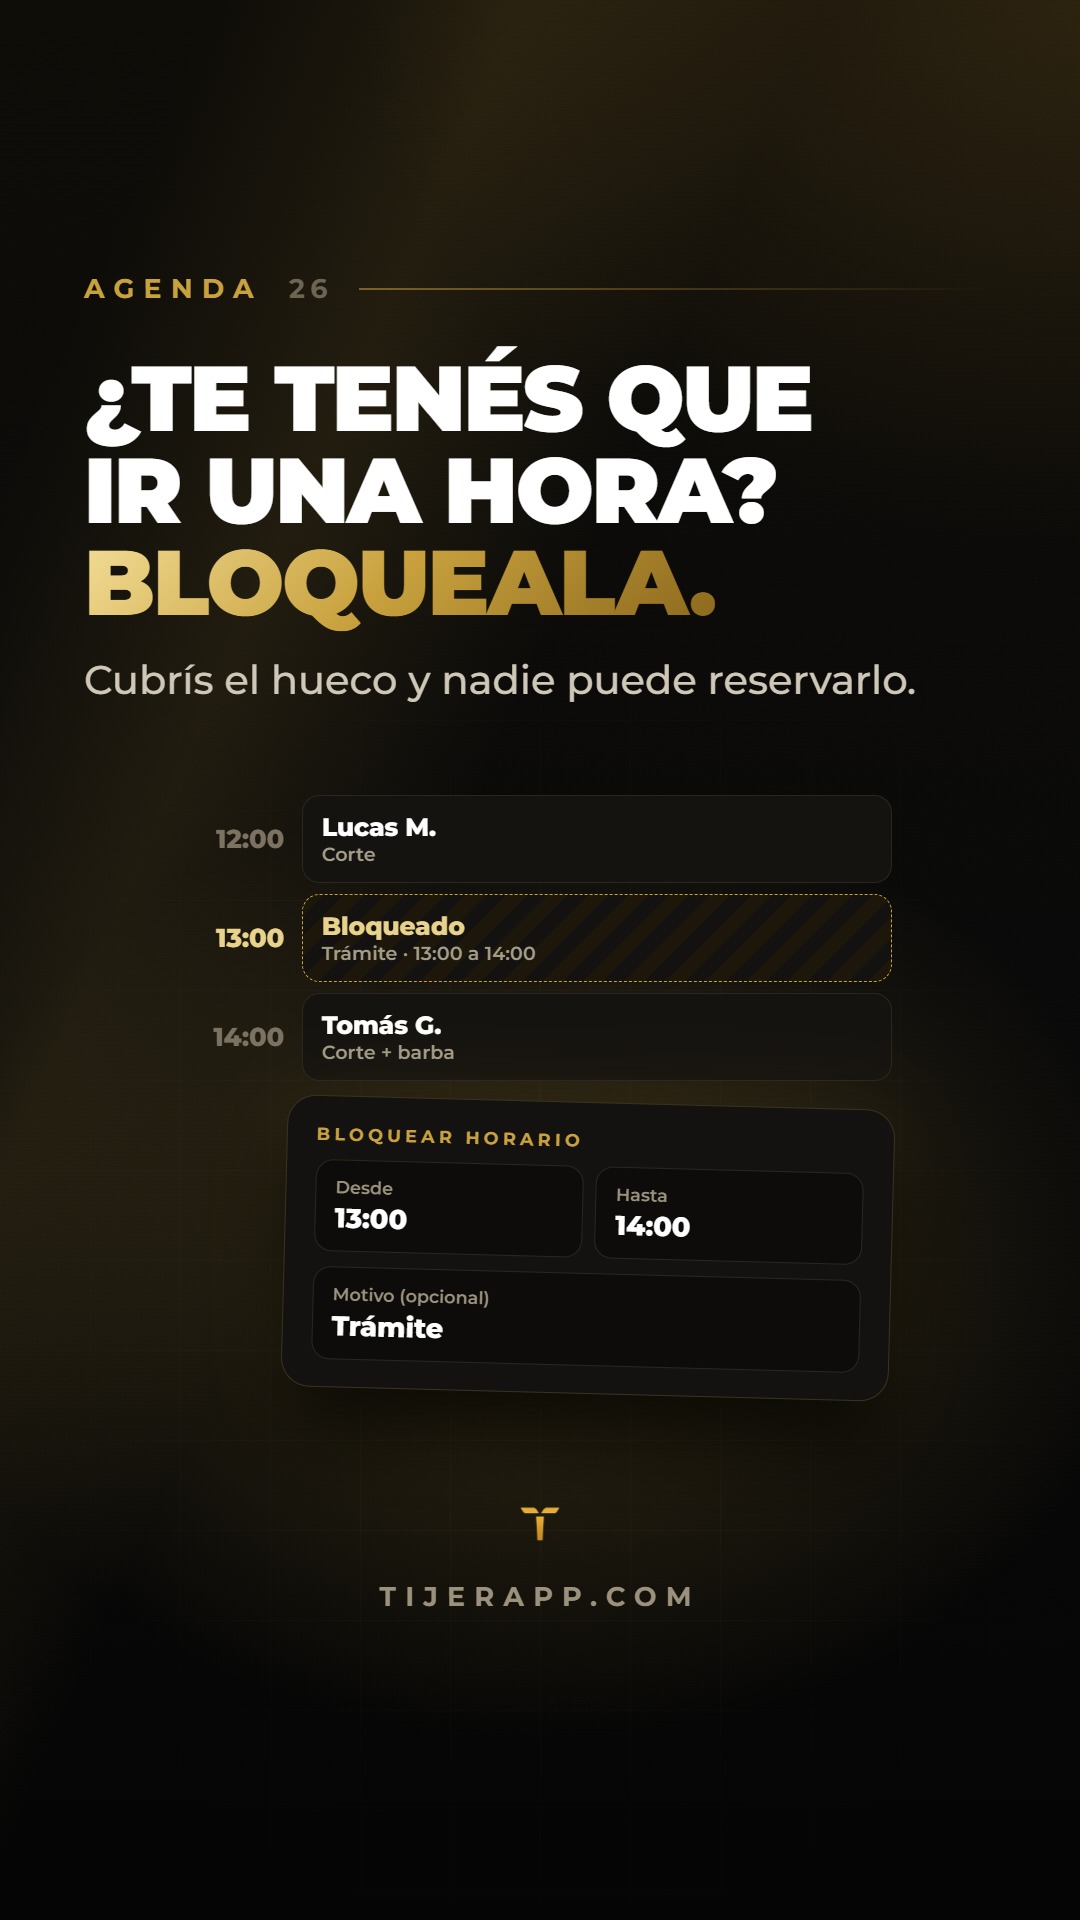 AGENDA 26
¿TE TENÉS QUE
IR UNA HORA?
BLOQUEALA.
Cubrís el hueco y nadie puede reservarlo.
12:00
Lucas M.
Corte
13:00
Bloqueado
Trámite · 13:00 a 14:00
14:00
Tomás G.
Corte + barba
BLOQUEAR HORARIO
Desde
13:00
Hasta
14:00
Motivo (opcional)
Trámite
TIJERAPP.COM